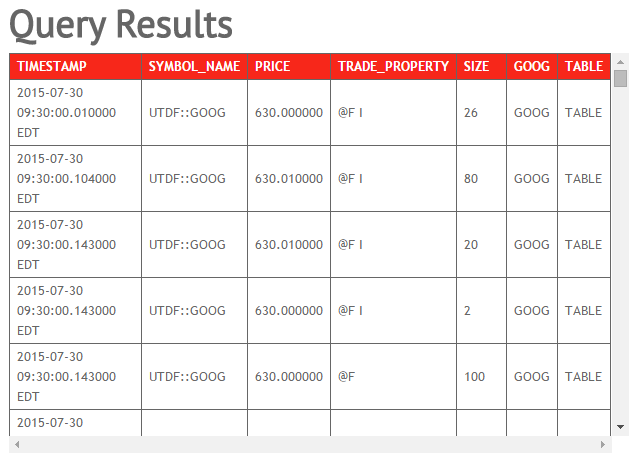 Query Results
TIMESTAMP SYMBOL_NAME PRICE TRADE_PROPERTY SIZE GOOG TABLE
2015-07-30
09:30:00.010000 UTDF::GOOG 630.000000 @F I 26 GOOG TABLE
EDT
2015-07-30
09:30:00.104000 UTDF::GOOG 630.010000 @F I 80 GOOG TABLE
EDT
2015-07-30
09:30:00.143000 UTDF::GOOG 630.010000 @F I 20 GOOG TABLE
EDT
2015-07-30
09:30:00.143000 UTDF::GOOG 630.000000 @F I 2 GOOG TABLE
EDT
2015-07-30
09:30:00.143000 UTDF::GOOG 630.000000 @F 100 GOOG TABLE
EDT
2015-07-30